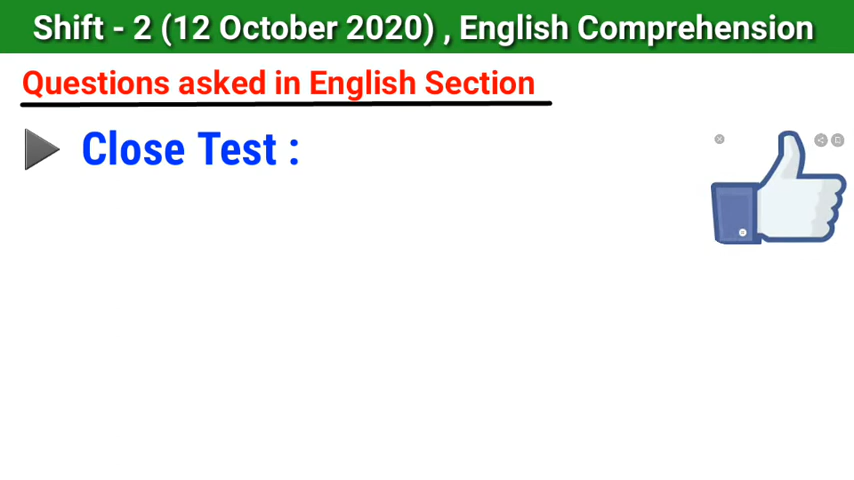 Shift - 2 (12 October 2020) , English Comprehension
Questions asked in English Section
Close Test :